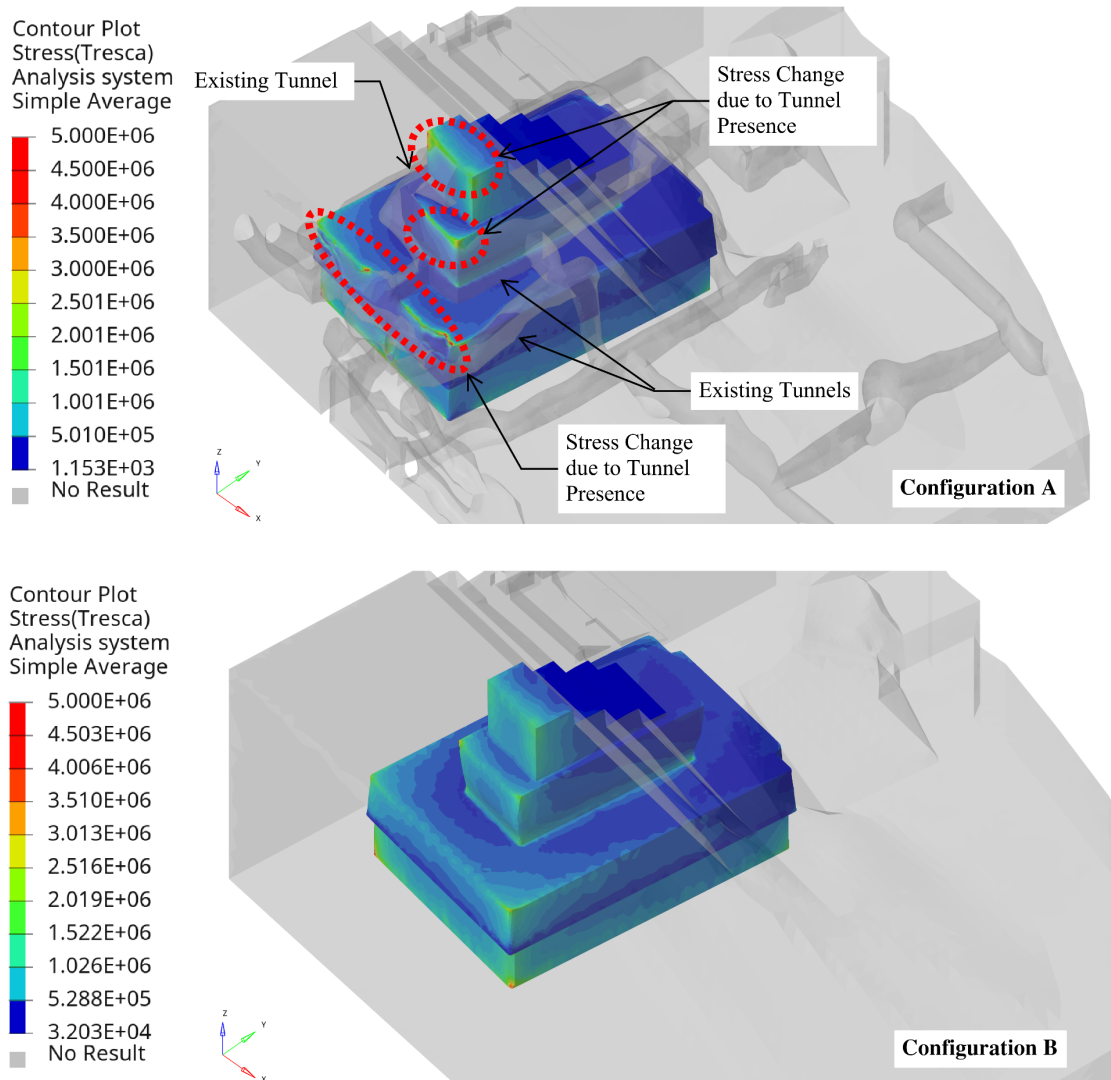 Contour Plot
Stress(Tresca)
Analysis system
Simple Average
5.000E+06
4.500E+06
4.000E+06
3.500E+06
3.000E+06
2.501E+06
2.001E+06
1.501E+06
1.001E+06
5.010E+05
1.153E+03
No Result
Existing Tunnel
Stress Change
due to Tunnel
Presence
Existing Tunnels
Stress Change
due to Tunnel
Presence
Z
Y
X
Configuration A
Contour Plot
Stress(Tresca)
Analysis system
Simple Average
5.000E+06
4.503E+06
4.006E+06
3.510E+06
3.013E+06
2.516E+06
2.019E+06
1.522E+06
1.026E+06
5.288E+05
3.203E+04
No Result
Z
Y
X
Configuration B